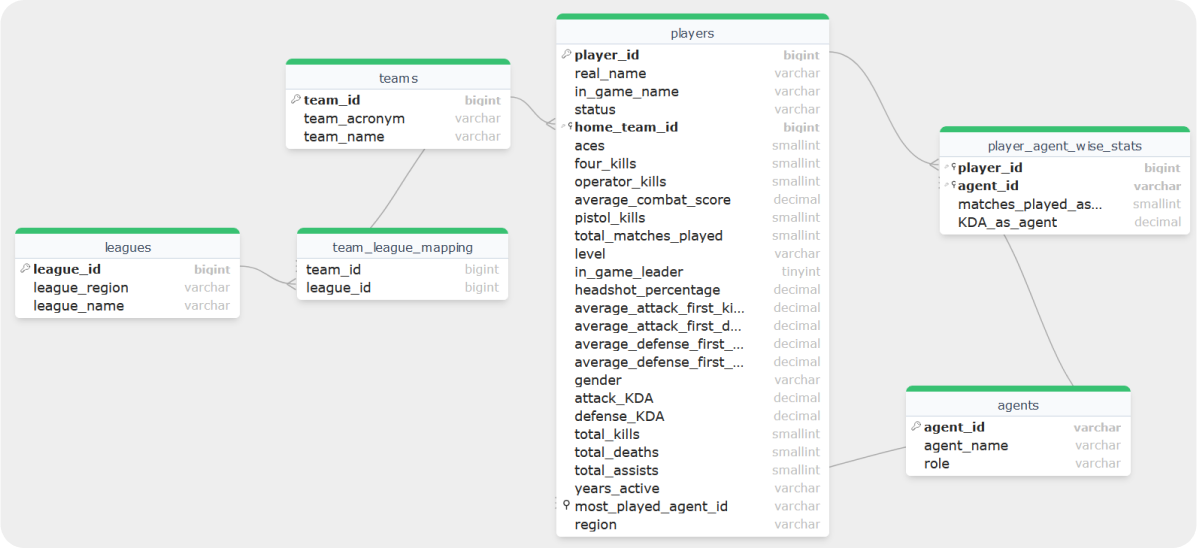 teams
team_id bigint
team_acronym varchar
team_name varchar
leagues
league_id bigint
league_region varchar
league_name varchar
team_league_mapping
team_id bigint
league_id bigint
players
player_id bigint
real_name varchar
in_game_name varchar
status varchar
home_team_id bigint
aces smallint
four_kills smallint
operator_kills smallint
average_combat_score decimal
pistol_kills smallint
total_matches_played smallint
level varchar
in_game_leader tinyint
headshot_percentage decimal
average_attack_first_ki... decimal
average_attack_first_d... decimal
average_defense_first_... decimal
average_defense_first_... decimal
gender varchar
attack_KDA decimal
defense_KDA decimal
total_kills smallint
total_deaths smallint
total_assists smallint
years_active varchar
most_played_agent_id varchar
region varchar
player_agent_wise_stats
player_id bigint
agent_id varchar
matches_played_as... smallint
KDA_as_agent decimal
agents
agent_id varchar
agent_name varchar
role varchar